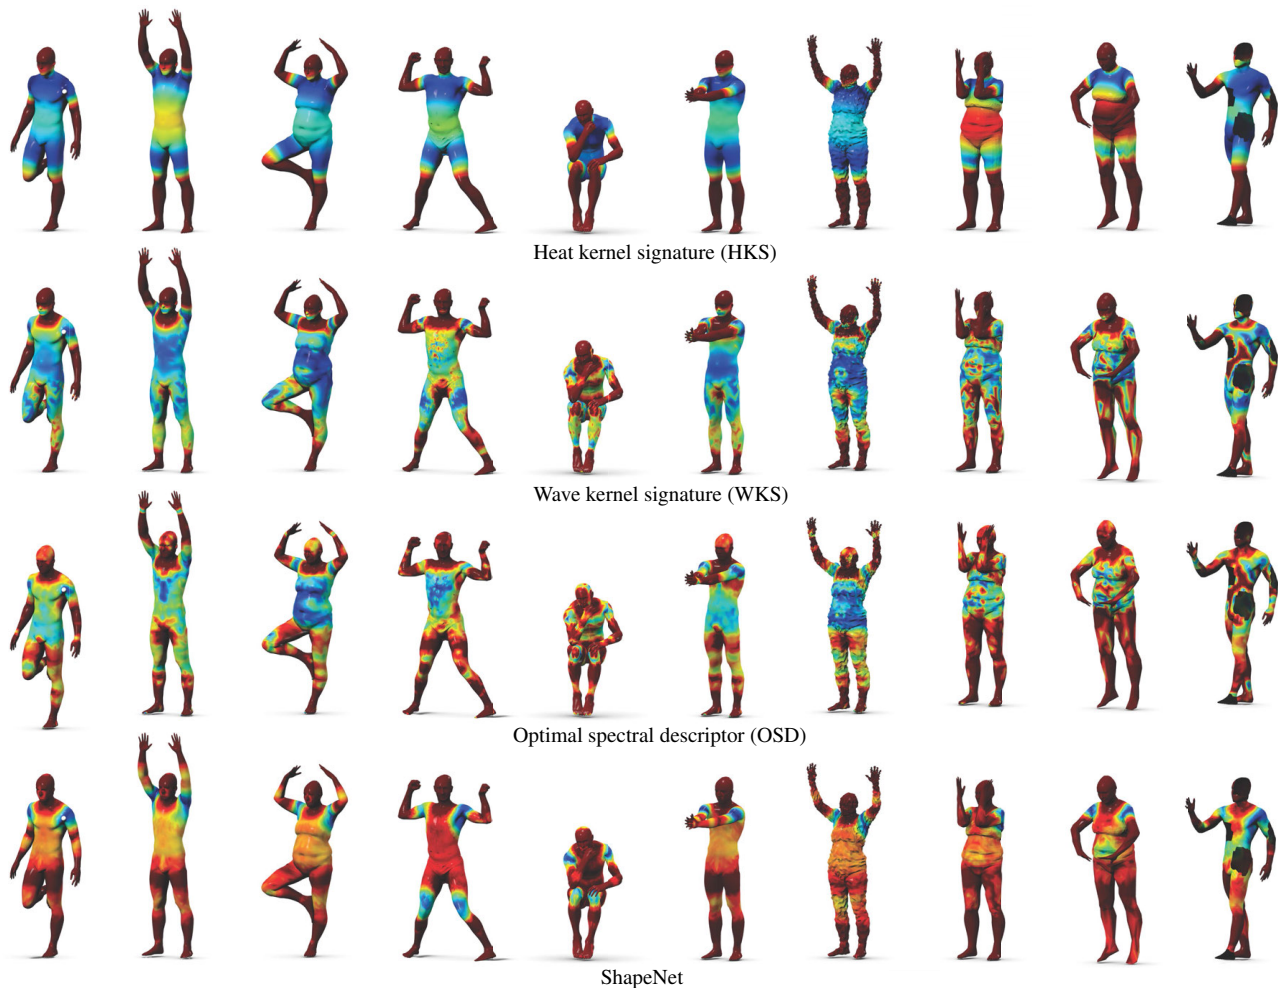 Heat kernel signature (HKS)
Wave kernel signature (WKS)
Optimal spectral descriptor (OSD)
ShapeNet